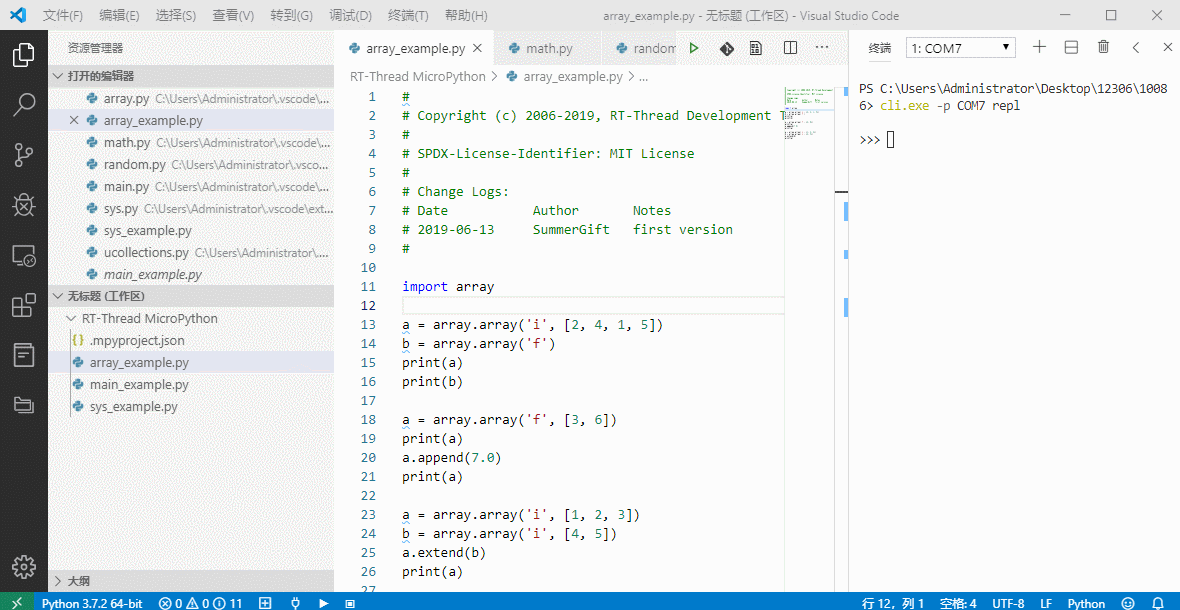 文件(F) 编辑(E) 选择(S) 查看(V) 转到(G) 调试(D) 终端(T) 帮助(H) array_example.py - 无标题 (工作区) - Visual Studio Code
资源管理器
打开的编辑器
array.py C:\Users\Administrator\.vscode\...
array_example.py
math.py C:\Users\Administrator\.vscode\...
random.py C:\Users\Administrator\.vsco...
main.py C:\Users\Administrator\.vscode\...
sys.py C:\Users\Administrator\.vscode\ext...
sys_example.py
ucollections.py C:\Users\Administrator\....
main_example.py
无标题 (工作区)
RT-Thread MicroPython
{} .mpyproject.json
array_example.py
main_example.py
sys_example.py
大纲
array_example.py math.py random
RT-Thread MicroPython > array_example.py > ...
1 #
2 # Copyright (c) 2006-2019, RT-Thread Development T
3 #
4 # SPDX-License-Identifier: MIT License
5 #
6 # Change Logs:
7 # Date Author Notes
8 # 2019-06-13 SummerGift first version
9 #
10
11 import array
12
13 a = array.array('i', [2, 4, 1, 5])
14 b = array.array('f')
15 print(a)
16 print(b)
17
18 a = array.array('f', [3, 6])
19 print(a)
20 a.append(7.0)
21 print(a)
22
23 a = array.array('i', [1, 2, 3])
24 b = array.array('i', [4, 5])
25 a.extend(b)
26 print(a)
27
终端 1: COM7
PS C:\Users\Administrator\Desktop\12306\1008
6> cli.exe -p COM7 repl
>>>
Python 3.7.2 64-bit 0 0 11 行 12，列 1 空格: 4 UTF-8 LF Python